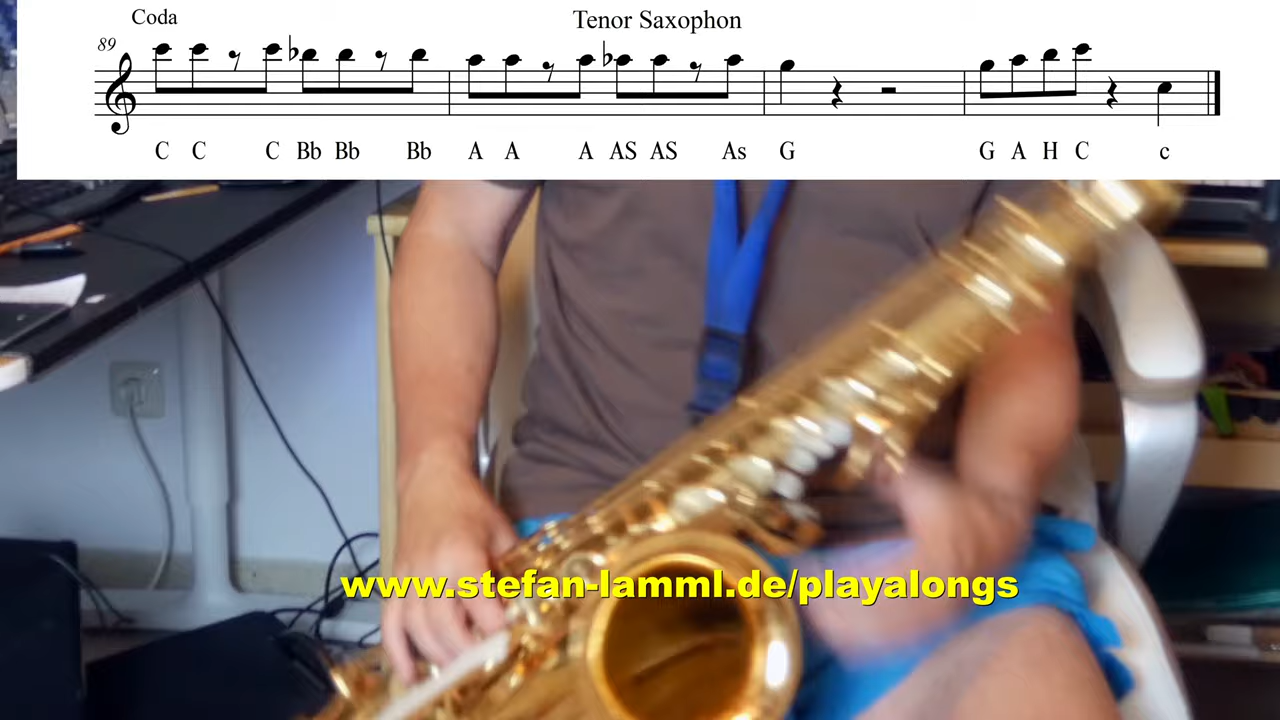 Coda
Tenor Saxophon
89
C C C Bb Bb Bb A A A AS AS As G G A H C c
www.stefan-lamml.de/playalongs